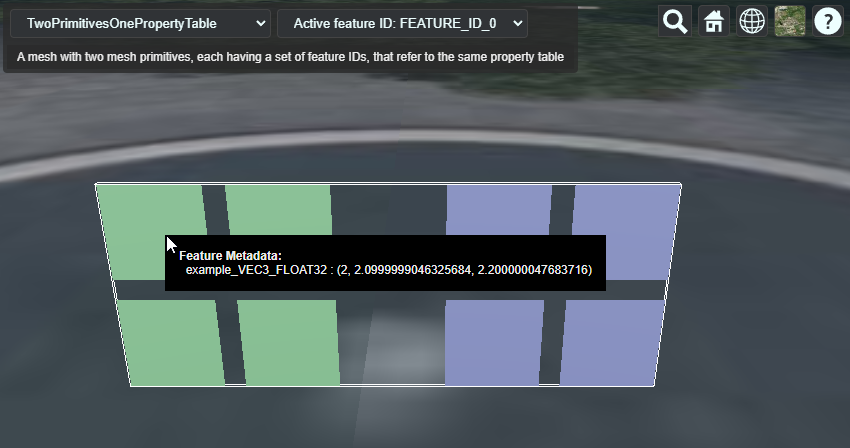 TwoPrimitivesOnePropertyTable
Active feature ID: FEATURE_ID_0
?
A mesh with two mesh primitives, each having a set of feature IDs, that refer to the same property table
Feature Metadata:
example_VEC3_FLOAT32 : (2, 2.0999999046325684, 2.200000047683716)